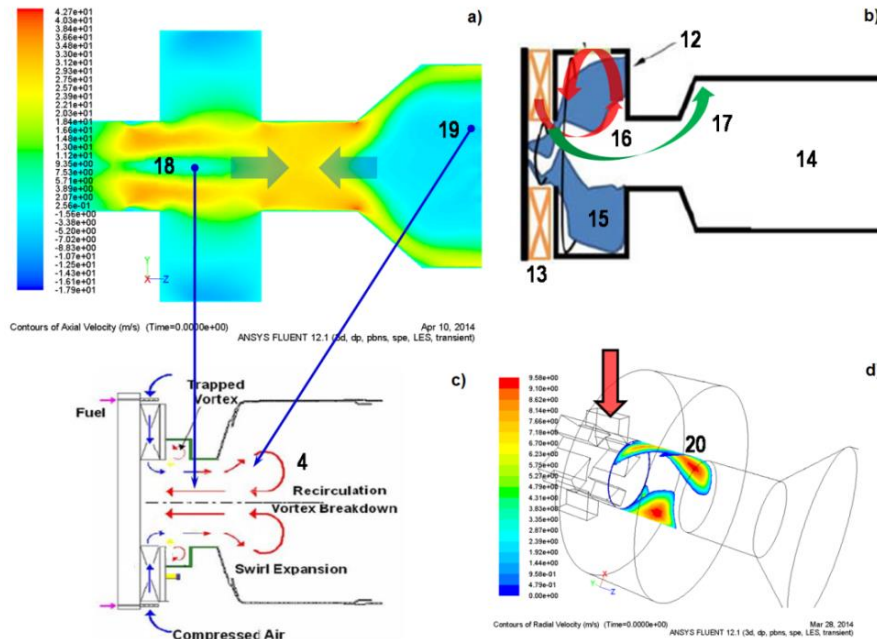 a)
4.27e+01
4.03e+01
3.84e+01
3.66e+01
3.48e+01
3.30e+01
3.12e+01
2.93e+01
2.75e+01
2.57e+01
2.39e+01
2.21e+01
2.02e+01
1.84e+01
1.66e+01
1.48e+01
1.30e+01
1.12e+01
9.35e+00
7.53e+00
5.71e+00
3.89e+00
2.07e+00
2.56e-01
-1.56e+00
-3.38e+00
-5.20e+00
-7.02e+00
-8.83e+00
-1.07e+01
-1.25e+01
-1.43e+01
-1.61e+01
-1.79e+01
18
19
Y
X
Z
Contours of Axial Velocity (m/s) (Time=0.0000e+00)
Apr 10, 2014
ANSYS FLUENT 12.1 (3d, dp, pbns, spe, LES, transient)
b)
12
16
17
14
15
13
c)
Trapped
Vortex
Fuel
4
Recirculation
Vortex Breakdown
Swirl Expansion
Compressed Air
d)
9.58e+00
9.10e+00
8.62e+00
8.14e+00
7.66e+00
7.19e+00
6.71e+00
6.23e+00
5.75e+00
5.27e+00
4.79e+00
4.31e+00
3.83e+00
3.35e+00
2.87e+00
2.39e+00
1.92e+00
1.44e+00
9.58e-01
4.79e-01
0.00e+00
20
X
Y
Z
Contours of Radial Velocity (m/s) (Time=0.0000e+00)
Mar 28, 2014
ANSYS FLUENT 12.1 (3d, dp, pbns, spe, LES, transient)